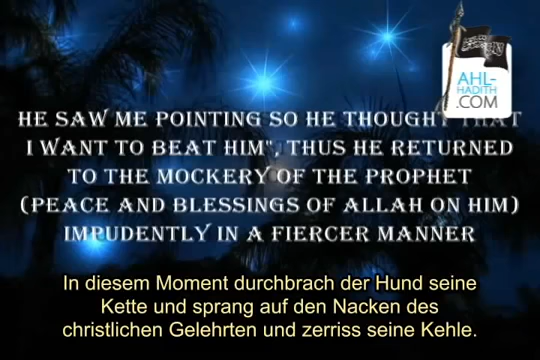 AHL-
HADITH
.COM
HE SAW ME POINTING SO HE THOUGHT THAT
I WANT TO BEAT HIM", THUS HE RETURNED
TO THE MOCKERY OF THE PROPHET
(PEACE AND BLESSINGS OF ALLAH ON HIM)
IMPUDENTLY IN A FIERCER MANNER
In diesem Moment durchbrach der Hund seine
Kette und sprang auf den Nacken des
christlichen Gelehrten und zerriss seine Kehle.